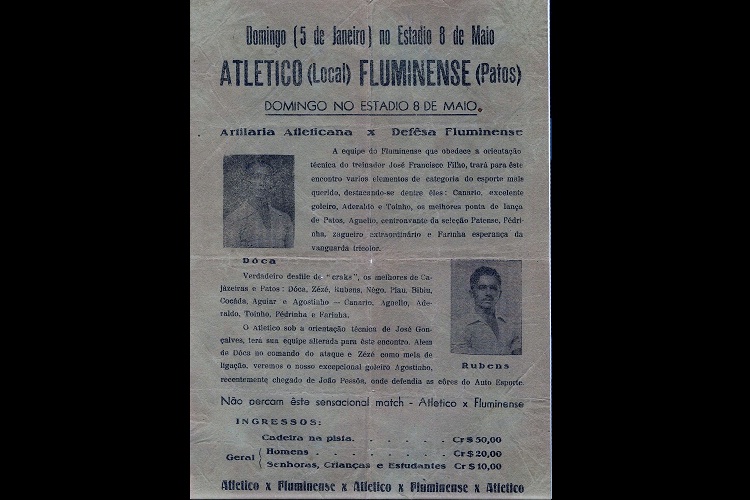 Domingo (5 de Janeiro) no Estadio 8 de Maio
ATLETICO (Local) FLUMINENSE (Patos)
DOMINGO NO ESTADIO 8 DE MAIO.
Artilaria Atleticana x Defêsa Fluminense
A equipe do Fluminense que obedece a orientação
técnica do treinador José Francisco Filho, trará para êste
encontro varios elementos de categoria do esporte mais
querido, destacando-se dentre êles: Canario, excelente
goleiro, Aderaldo e Toinho, os melhores ponta de lança
de Patos, Agnelio, centroavante da seleção Patense, Pêdri-
nha, zagueiro extraordinário e Farinha esperança da
vanguarda tricolor.
DÓCA
Verdadeiro desfile de "craks", os melhores de Ca-
jàzeiras e Patos: Dóca, Zézé, Rubens, Nêgo, Piau, Bibiu,
Cocáda, Aguiar e Agostinho — Canario, Agnelio, Ade-
raldo, Toinho, Pêdrinha e Farinha.
O Atletico sob a orientação técnica de José Gon-
çalves, tera sua equipe alterada para êste encontro. Alem
de Dóca no comando do ataque e Zézé como meia de
ligação, veremos o nosso excepcional goleiro Agostinho,
recentemente chegado de João Pessôa, onde defendia as côres do Auto Esporte.
Rubens
Não percam êste sensacional match - Atletico x Fluminense
INGRESSOS:
Cadeira na pista. . . . . . Cr$ 50,00
Geral { Homens . . . . . . . . Cr$ 20,00
Senhoras, Crianças e Estudantes Cr$ 10,00
Atletico x Fluminense x Atletico x Fluminense x Atletico